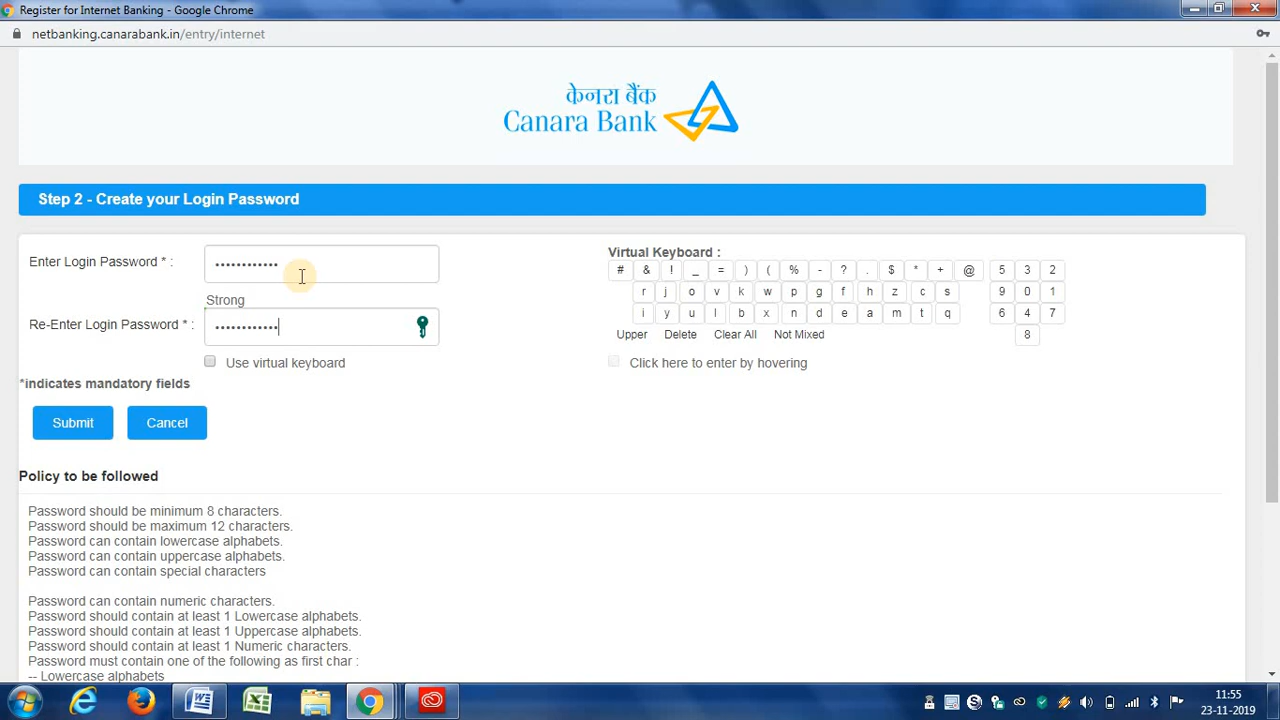 Register for Internet Banking - Google Chrome
netbanking.canarabank.in/entry/internet
केनरा बैंक
Canara Bank
Step 2 - Create your Login Password
Enter Login Password * :
••••••••••••
Strong
Re-Enter Login Password * :
••••••••••••
Use virtual keyboard
Virtual Keyboard :
# & ! _ = ) ( % - ? . $ * + @ 5 3 2
r j o v k w p g f h z c s 9 0 1
i y u l b x n d e a m t q 6 4 7
Upper Delete Clear All Not Mixed 8
Click here to enter by hovering
*indicates mandatory fields
Submit Cancel
Policy to be followed
Password should be minimum 8 characters.
Password should be maximum 12 characters.
Password can contain lowercase alphabets.
Password can contain uppercase alphabets.
Password can contain special characters
Password can contain numeric characters.
Password should contain at least 1 Lowercase alphabets.
Password should contain at least 1 Uppercase alphabets.
Password should contain at least 1 Numeric characters.
Password must contain one of the following as first char :
-- Lowercase alphabets
11:55
23-11-2019